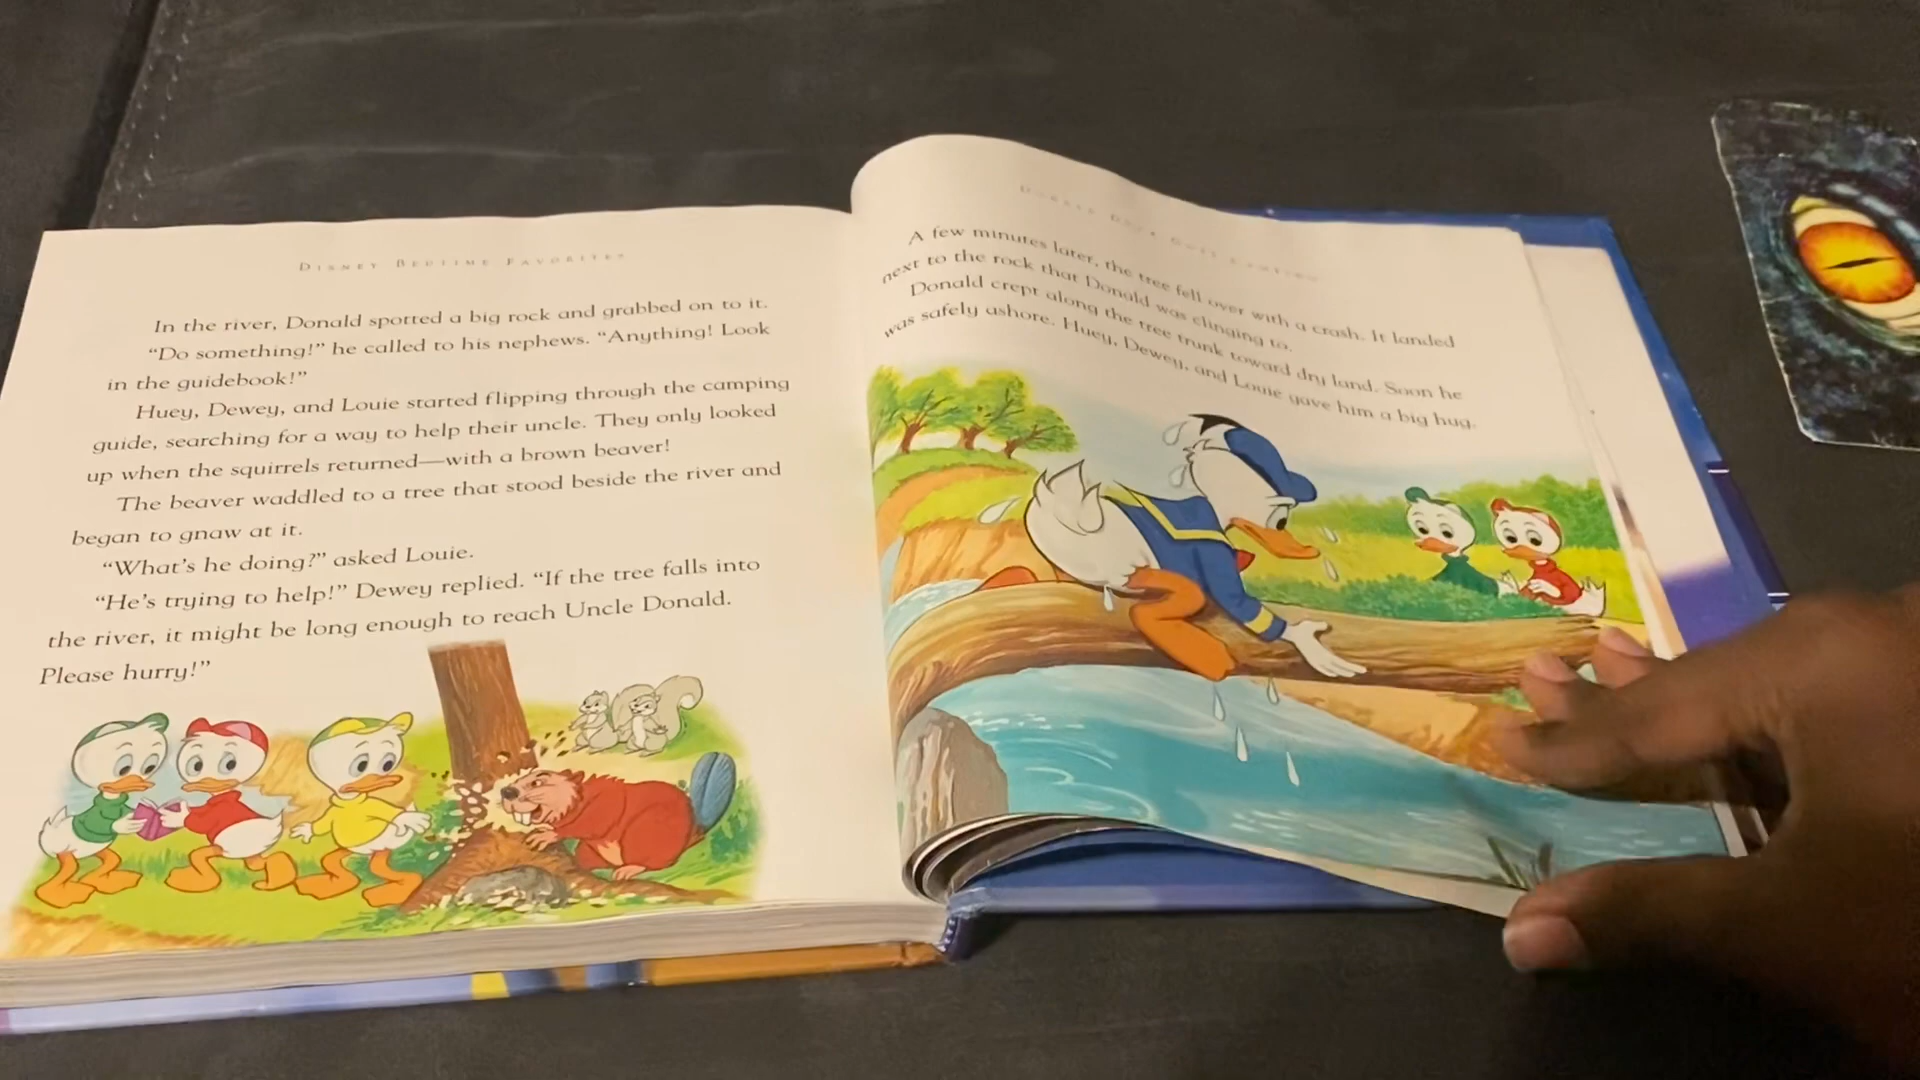 DISNEY BEDTIME FAVORITES
In the river, Donald spotted a big rock and grabbed on to it.
“Do something!” he called to his nephews. “Anything! Look
in the guidebook!”
Huey, Dewey, and Louie started flipping through the camping
guide, searching for a way to help their uncle. They only looked
up when the squirrels returned—with a brown beaver!
The beaver waddled to a tree that stood beside the river and
began to gnaw at it.
“What’s he doing?” asked Louie.
“He’s trying to help!” Dewey replied. “If the tree falls into
the river, it might be long enough to reach Uncle Donald.
Please hurry!”
DONALD DUCK GOES CAMPING
A few minutes later, the tree fell over with a crash. It landed
next to the rock that Donald was clinging to.
Donald crept along the tree trunk toward dry land. Soon he
was safely ashore. Huey, Dewey, and Louie gave him a big hug.